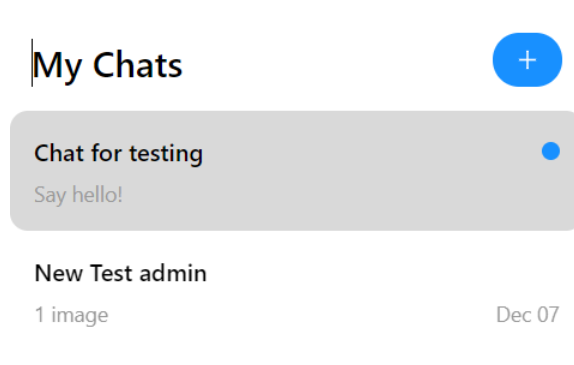 My Chats
+
Chat for testing
Say hello!
New Test admin
1 image Dec 07